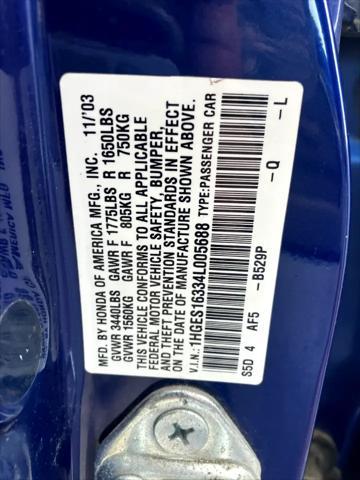 MFD. BY HONDA OF AMERICA MFG., INC. 11/'03
GVWR 3440LBS GAWR F 1775LBS R 1650LBS
GVWR 1560KG GAWR F 805KG R 750KG
THIS VEHICLE CONFORMS TO ALL APPLICABLE
FEDERAL MOTOR VEHICLE SAFETY, BUMPER,
AND THEFT PREVENTION STANDARDS IN EFFECT
ON THE DATE OF MANUFACTURE SHOWN ABOVE.
V.I.N.: 1HGES16334L005688 TYPE:PASSENGER CAR
S5D 4 AF5 -B529P -Q -L